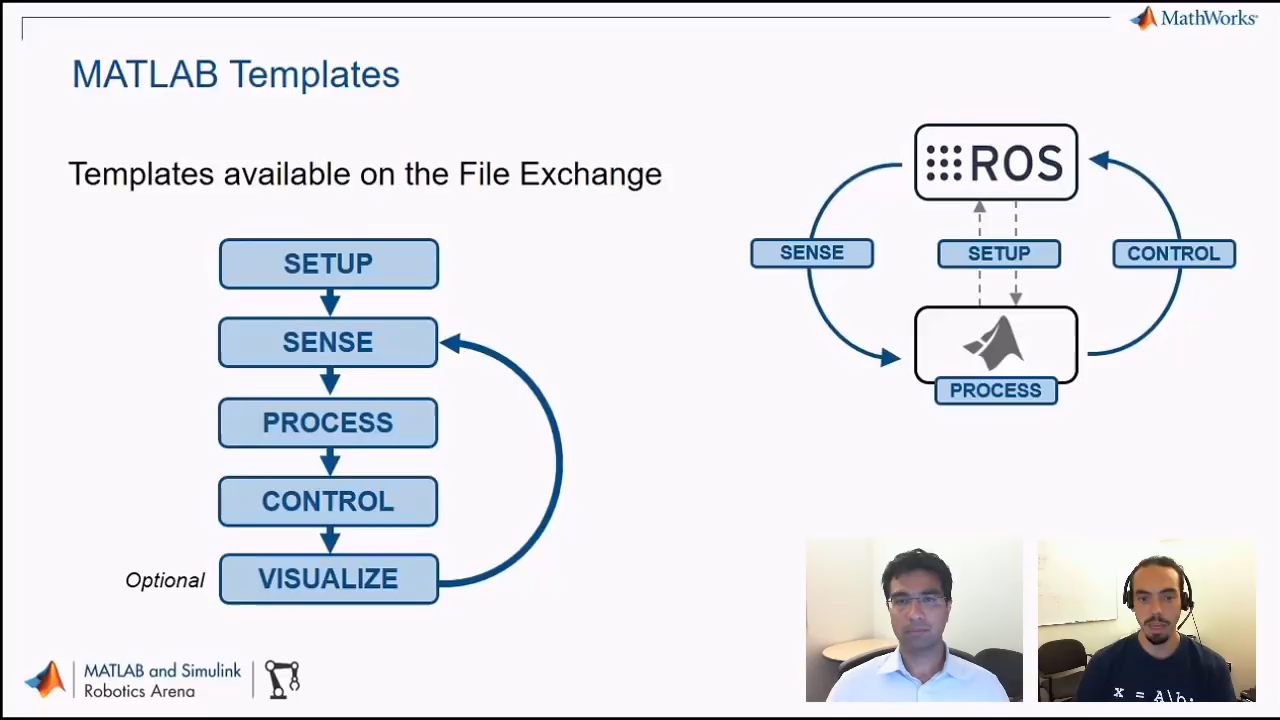 MathWorks®
MATLAB Templates
Templates available on the File Exchange
SETUP
SENSE
PROCESS
CONTROL
Optional
VISUALIZE
ROS
SENSE
SETUP
CONTROL
PROCESS
MATLAB and Simulink
Robotics Arena
x = A\b;